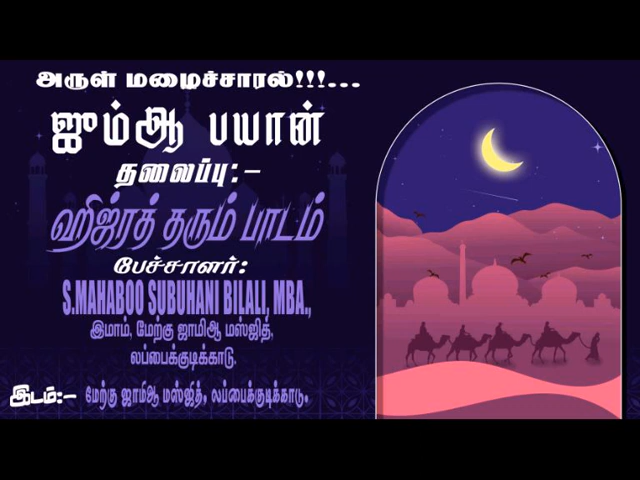 அருள் மழைச்சாரல்!!!...
ஜும்ஆ பயான்
தலைப்பு:-
ஹிஜ்ரத் தரும் பாடம்
பேச்சாளர்:
S.MAHABOO SUBUHANI BILALI, MBA.,
இமாம், மேற்கு ஜாமிஆ மஸ்ஜித்,
லப்பைக்குடிக்காடு.
இடம்:- மேற்கு ஜாமிஆ மஸ்ஜித், லப்பைக்குடிக்காடு.